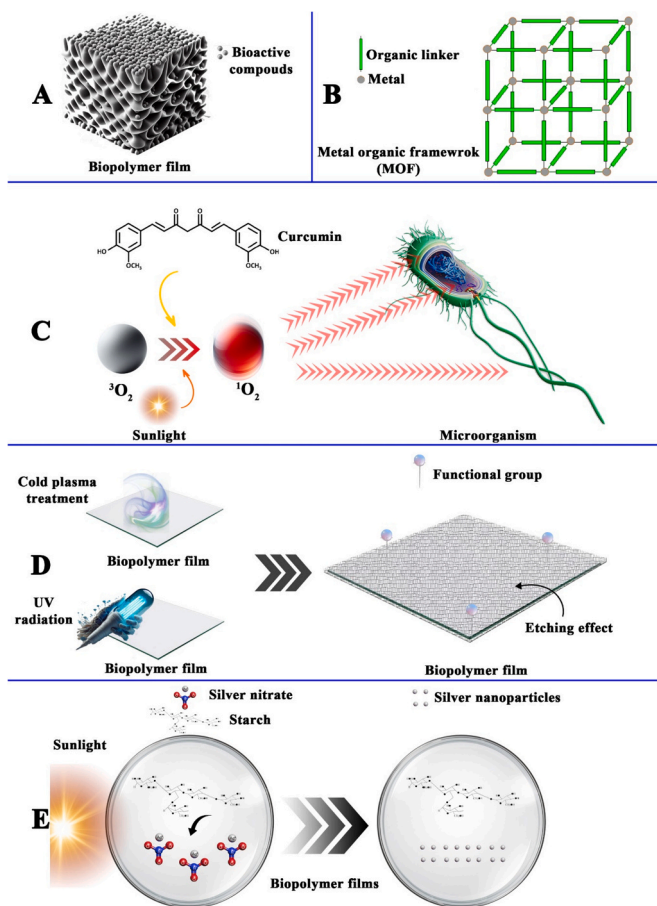 A
Bioactive
compouds
Biopolymer film
B
Organic linker
Metal
Metal organic framewrok
(MOF)
C
HO
OCH₃
O
O
OCH₃
OH
Curcumin
³O₂
¹O₂
Sunlight
Microorganism
D
Cold plasma
treatment
Biopolymer film
UV
radiation
Biopolymer film
Functional group
Etching effect
Biopolymer film
E
Silver nitrate
Starch
Sunlight
Silver nanoparticles
Biopolymer films